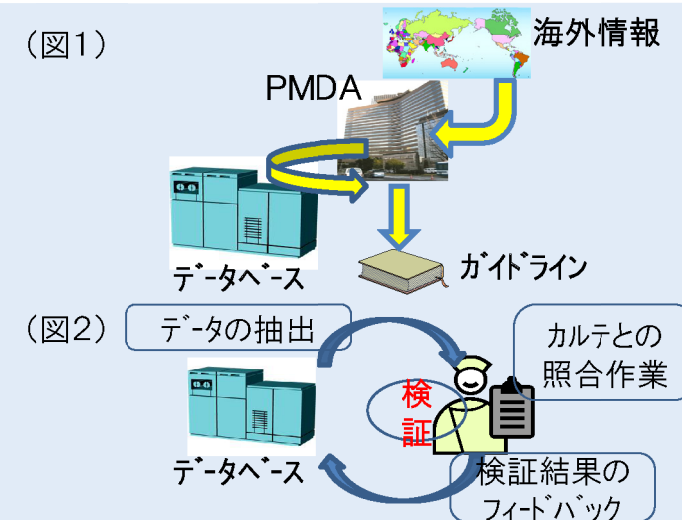 （図1）
海外情報
PMDA
データベース
ガイドライン
（図2）
データの抽出
カルテとの
照合作業
検
証
データベース
検証結果の
フィードバック